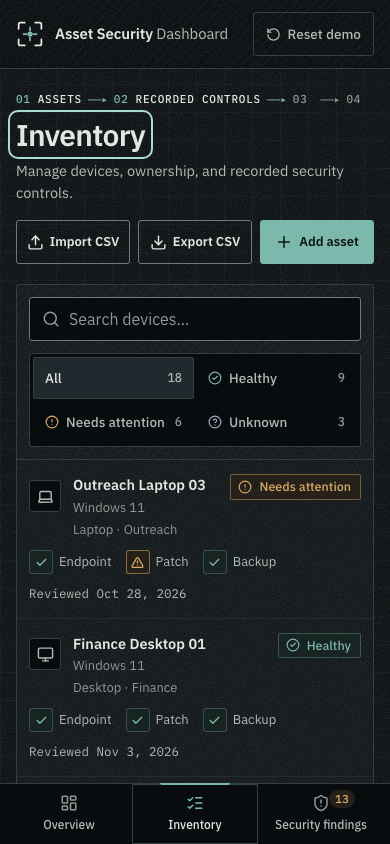 Asset Security Dashboard
Reset demo
01 ASSETS → 02 RECORDED CONTROLS → 03 → 04
Inventory
Manage devices, ownership, and recorded security
controls.
Import CSV
Export CSV
Add asset
Search devices...
All 18
Healthy 9
Needs attention 6
Unknown 3
Outreach Laptop 03
Needs attention
Windows 11
Laptop · Outreach
Endpoint
Patch
Backup
Reviewed Oct 28, 2026
Finance Desktop 01
Healthy
Windows 11
Desktop · Finance
Endpoint
Patch
Backup
Reviewed Nov 3, 2026
13
Overview
Inventory
Security findings